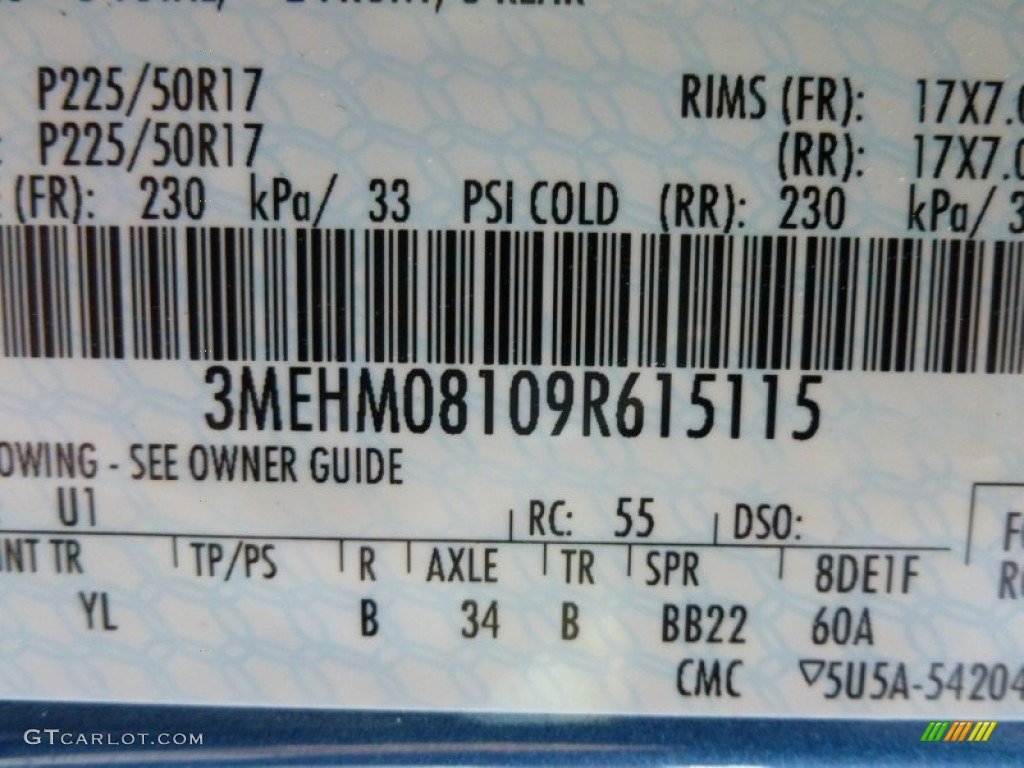 P225/50R17 RIMS (FR): 17X7.0
P225/50R17 (RR): 17X7.0
(FR): 230 kPa/ 33 PSI COLD (RR): 230 kPa/ 3
3MEHM08109R615115
OWING - SEE OWNER GUIDE
U1 RC: 55 DSO:
INT TR TP/PS R AXLE TR SPR 8DE1F
YL B 34 B BB22 60A
CMC ▽5U5A-54204
GTCARLOT.COM